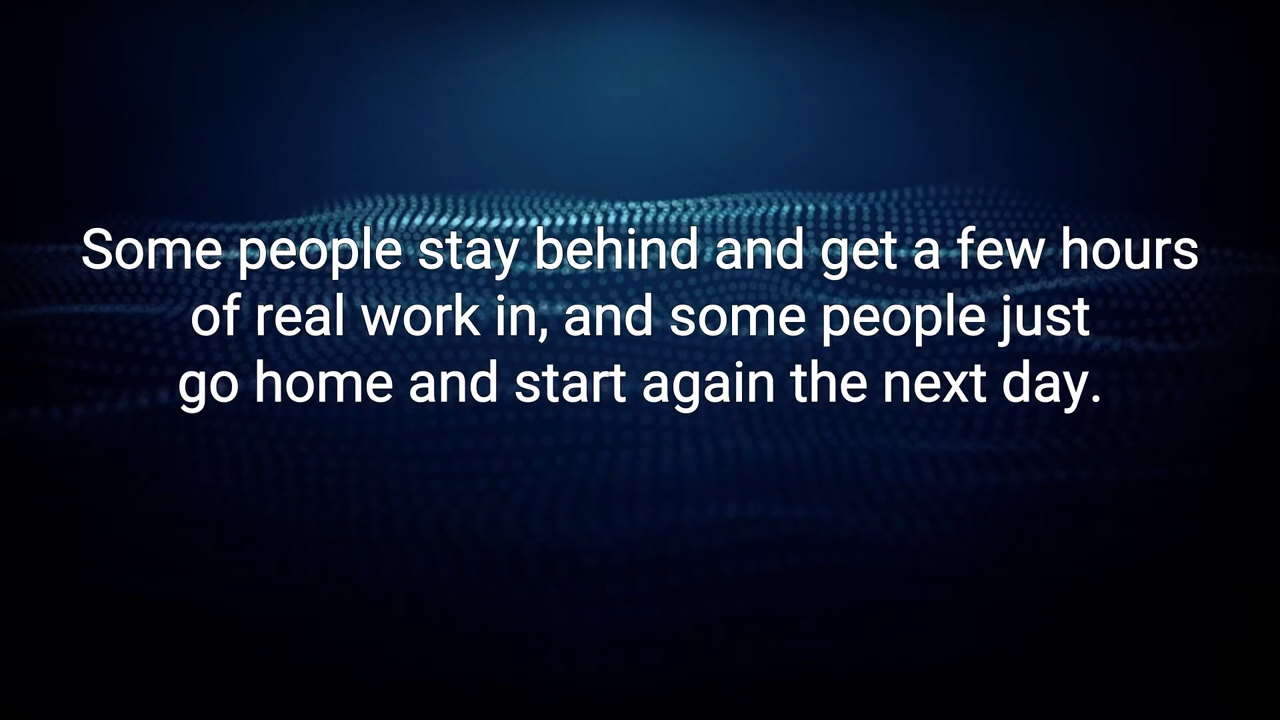 Some people stay behind and get a few hours
of real work in, and some people just
go home and start again the next day.